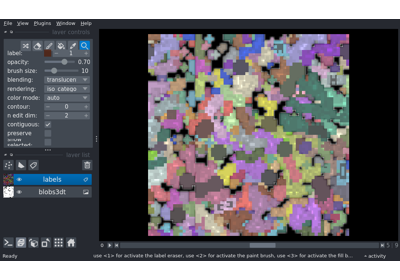 File View Plugins Window Help
layer controls
label: 1
opacity: 0.70
brush size: 10
blending: translucen
rendering: iso_catego
color mode: auto
contour: 0
n edit dim: 2
contiguous:
preserve
show
selected:
layer list
labels
blobs3dt
Ready
use <1> for activate the label eraser, use <2> for activate the paint brush, use <3> for activate the fill b...
activity